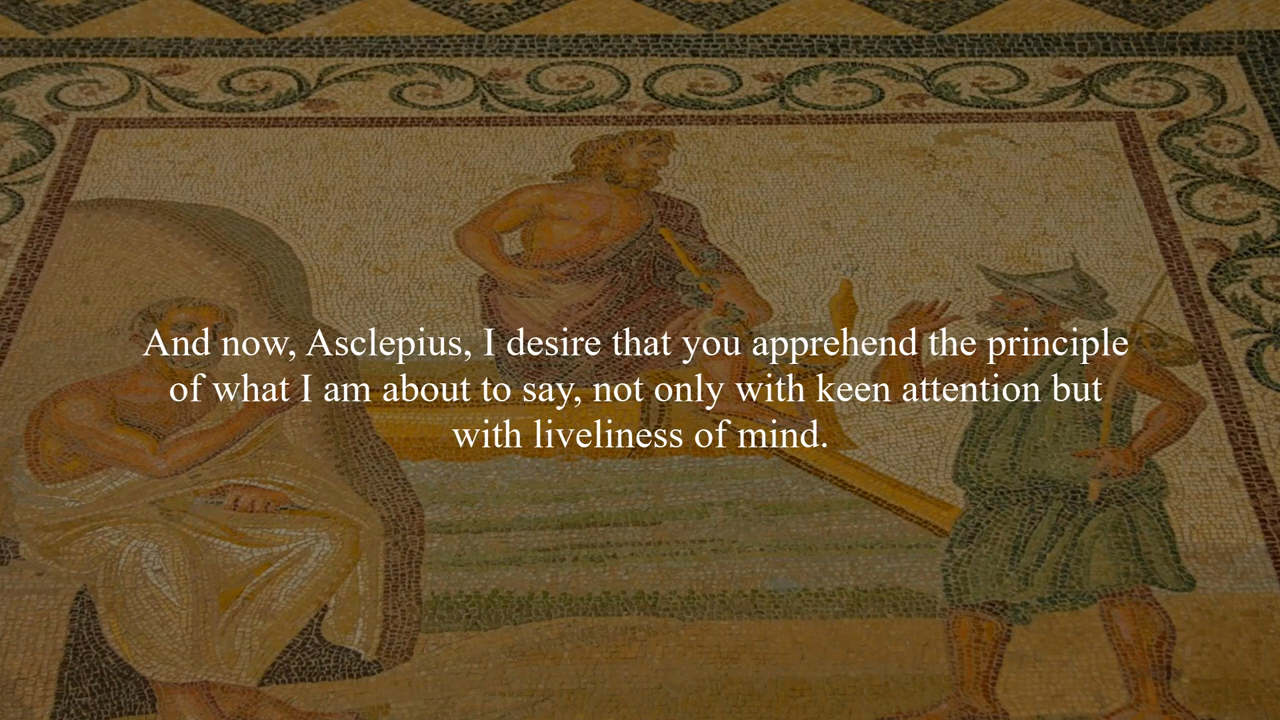 And now, Asclepius, I desire that you apprehend the principle
of what I am about to say, not only with keen attention but
with liveliness of mind.